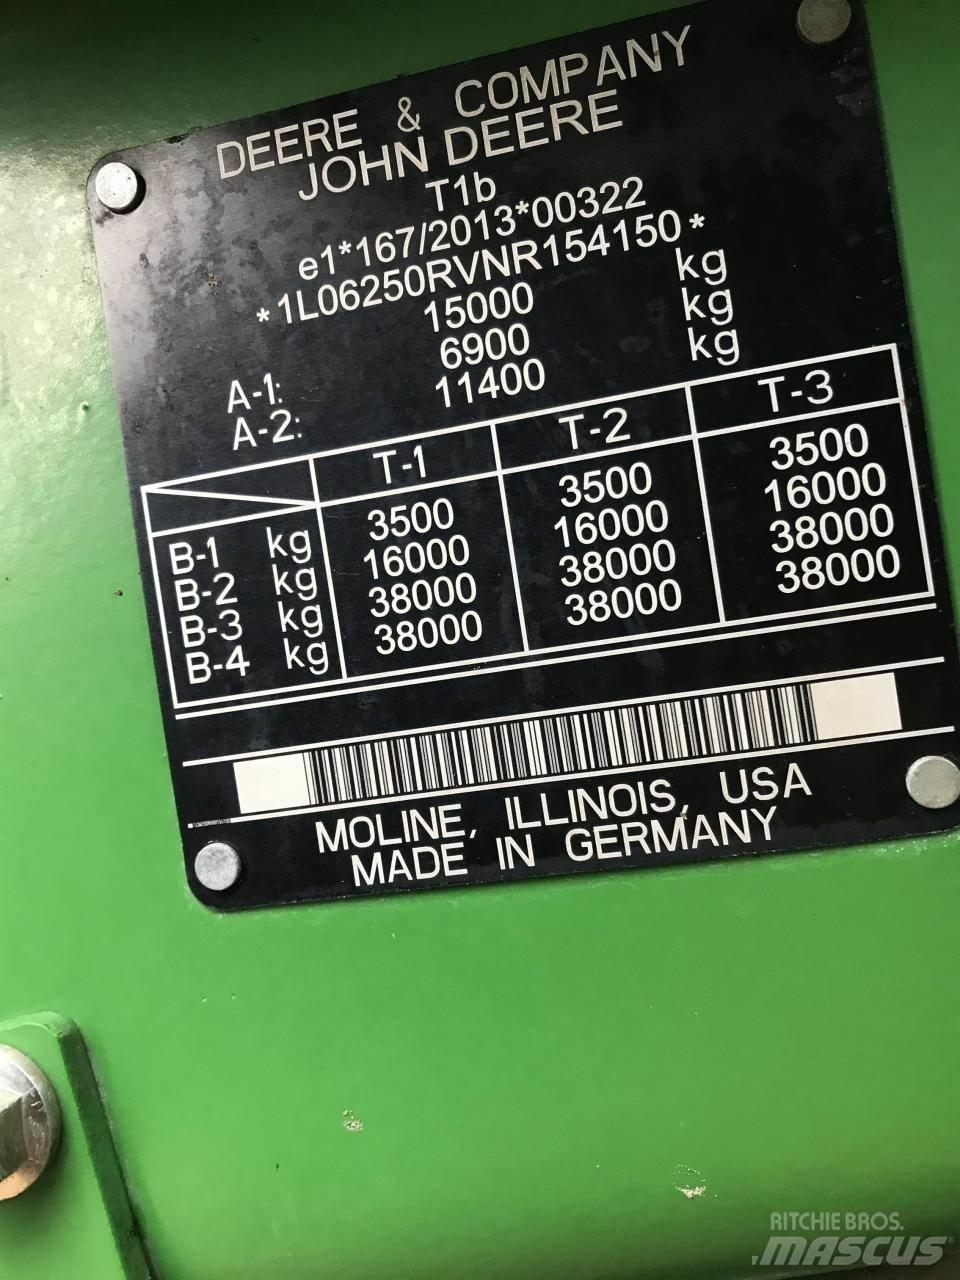 DEERE & COMPANY
JOHN DEERE
T1b
e1*167/2013*00322
*1L06250RVNR154150*
15000 kg
A-1: 6900 kg
A-2: 11400 kg
T-1 T-2 T-3
B-1 kg 3500 3500 3500
B-2 kg 16000 16000 16000
B-3 kg 38000 38000 38000
B-4 kg 38000 38000 38000
MOLINE, ILLINOIS, USA
MADE IN GERMANY
RITCHIE BROS.
MASCUS